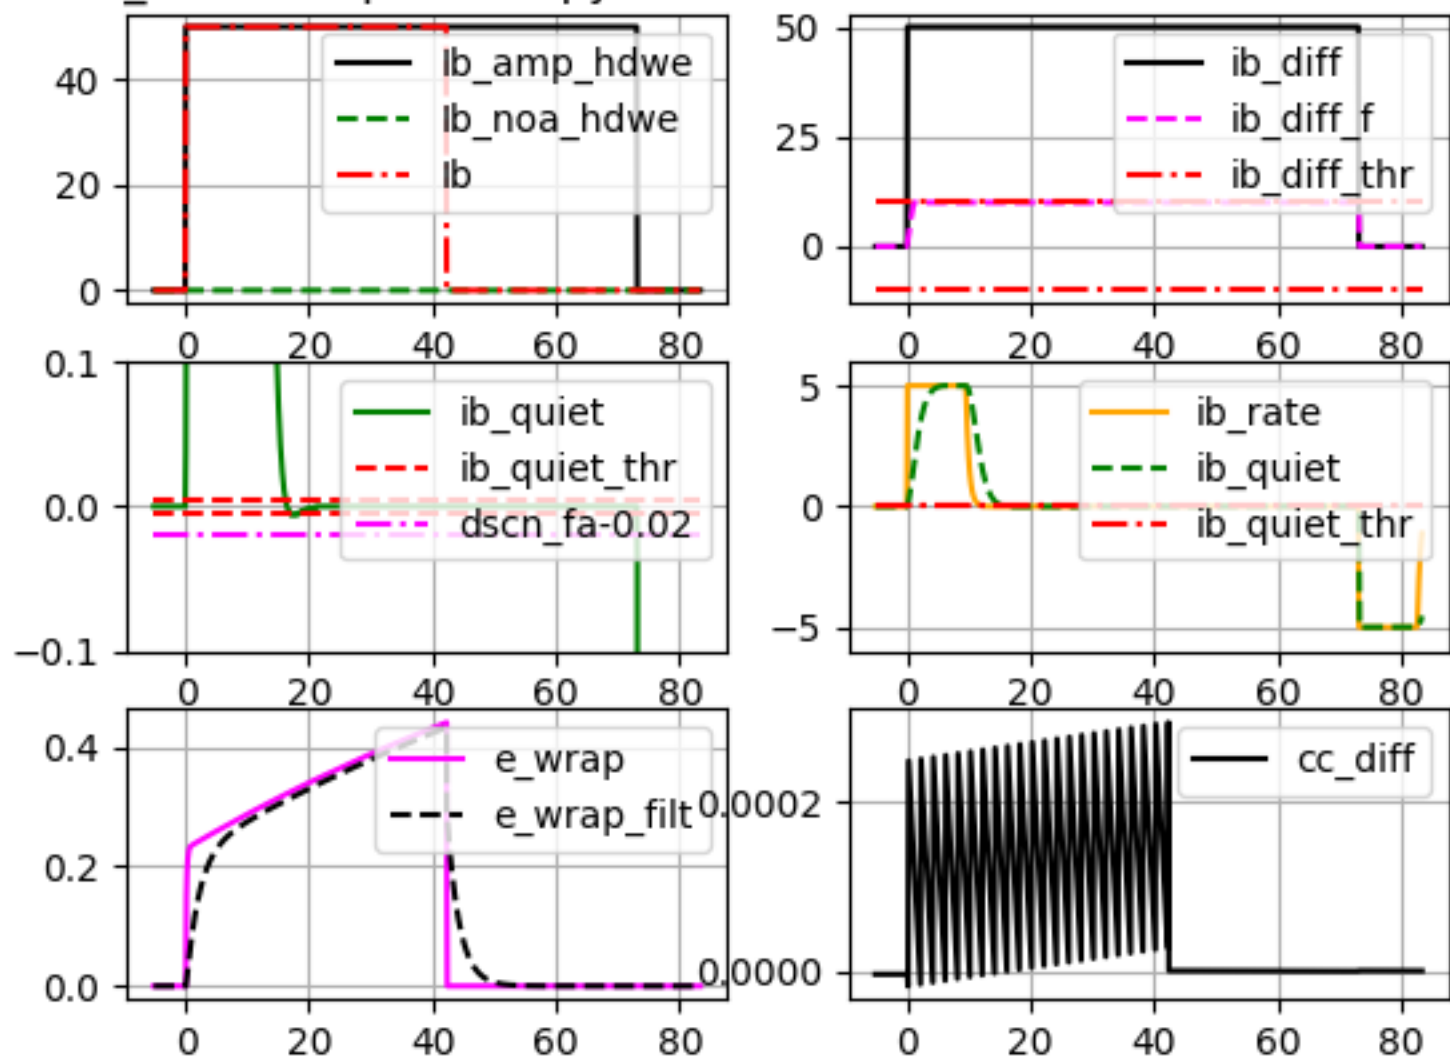 40
20
0
Ib_amp_hdwe
Ib_noa_hdwe
Ib
0 20 40 60 80
50
25
0
ib_diff
ib_diff_f
ib_diff_thr
0 20 40 60 80
0.1
0.0
−0.1
ib_quiet
ib_quiet_thr
dscn_fa-0.02
0 20 40 60 80
5
0
−5
ib_rate
ib_quiet
ib_quiet_thr
0 20 40 60 80
0.4
0.2
0.0
e_wrap
e_wrap_filt
0 20 40 60 80
0.0002
0.0000
cc_diff
0 20 40 60 80